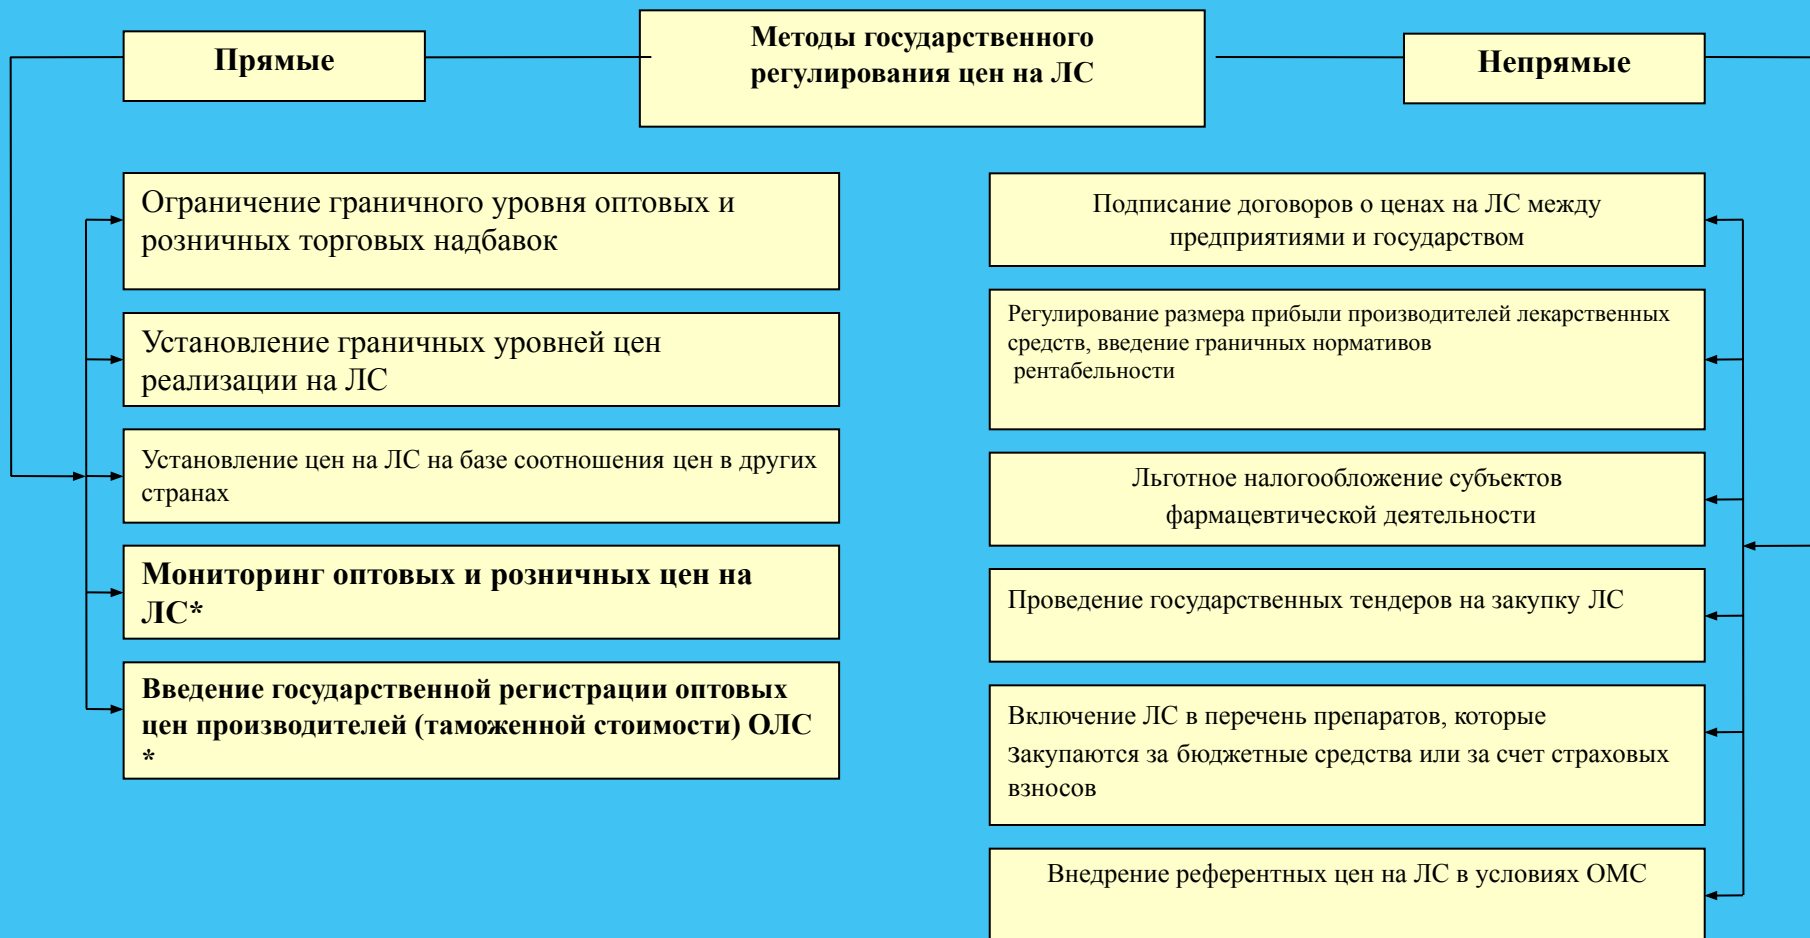 Прямые
Методы государственного
регулирования цен на ЛС
Непрямые
Ограничение граничного уровня оптовых и
розничных торговых надбавок
Установление граничных уровней цен
реализации на ЛС
Установление цен на ЛС на базе соотношения цен в других
странах
Мониторинг оптовых и розничных цен на
ЛС*
Введение государственной регистрации оптовых
цен производителей (таможенной стоимости) ОЛС
*
Подписание договоров о ценах на ЛС между
предприятиями и государством
Регулирование размера прибыли производителей лекарственных
средств, введение граничных нормативов
рентабельности
Льготное налогообложение субъектов
фармацевтической деятельности
Проведение государственных тендеров на закупку ЛС
Включение ЛС в перечень препаратов, которые
закупаются за бюджетные средства или за счет страховых
взносов
Внедрение референтных цен на ЛС в условиях ОМС